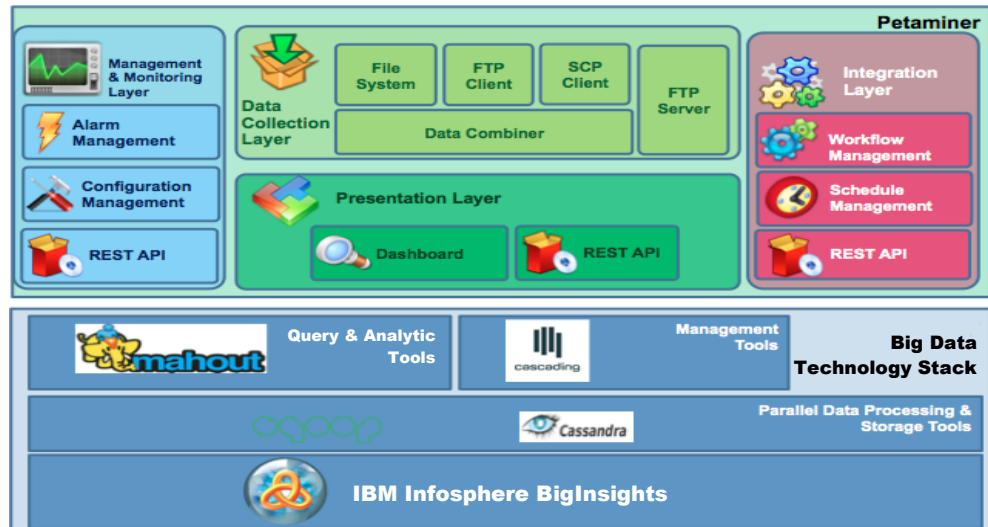 Petaminer
Management
& Monitoring
Layer
Alarm
Management
Configuration
Management
REST API
Data
Collection
Layer
File
System
FTP
Client
SCP
Client
FTP
Server
Data Combiner
Presentation Layer
Dashboard
REST API
Integration
Layer
Workflow
Management
Schedule
Management
REST API
mahout
Query & Analytic
Tools
cascading
Management
Tools
Big Data
Technology Stack
sqoop
Cassandra
Parallel Data Processing &
Storage Tools
IBM Infosphere BigInsights